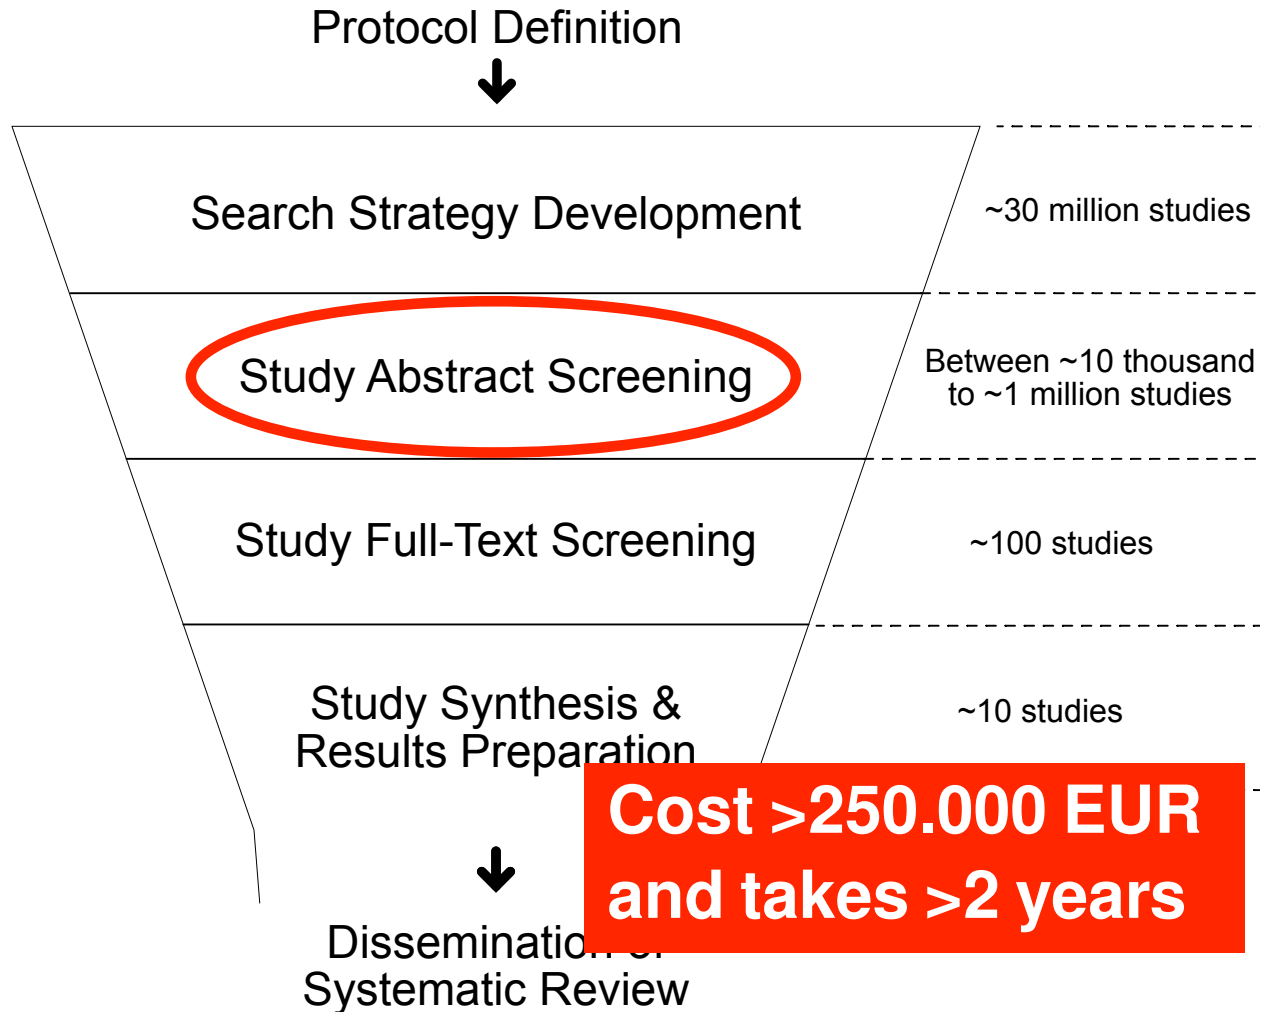 Protocol Definition
Search Strategy Development
~30 million studies
Study Abstract Screening
Between ~10 thousand
to ~1 million studies
Study Full-Text Screening
~100 studies
Study Synthesis &
Results Preparation
~10 studies
Cost >250.000 EUR
and takes >2 years
Dissemination of
Systematic Review